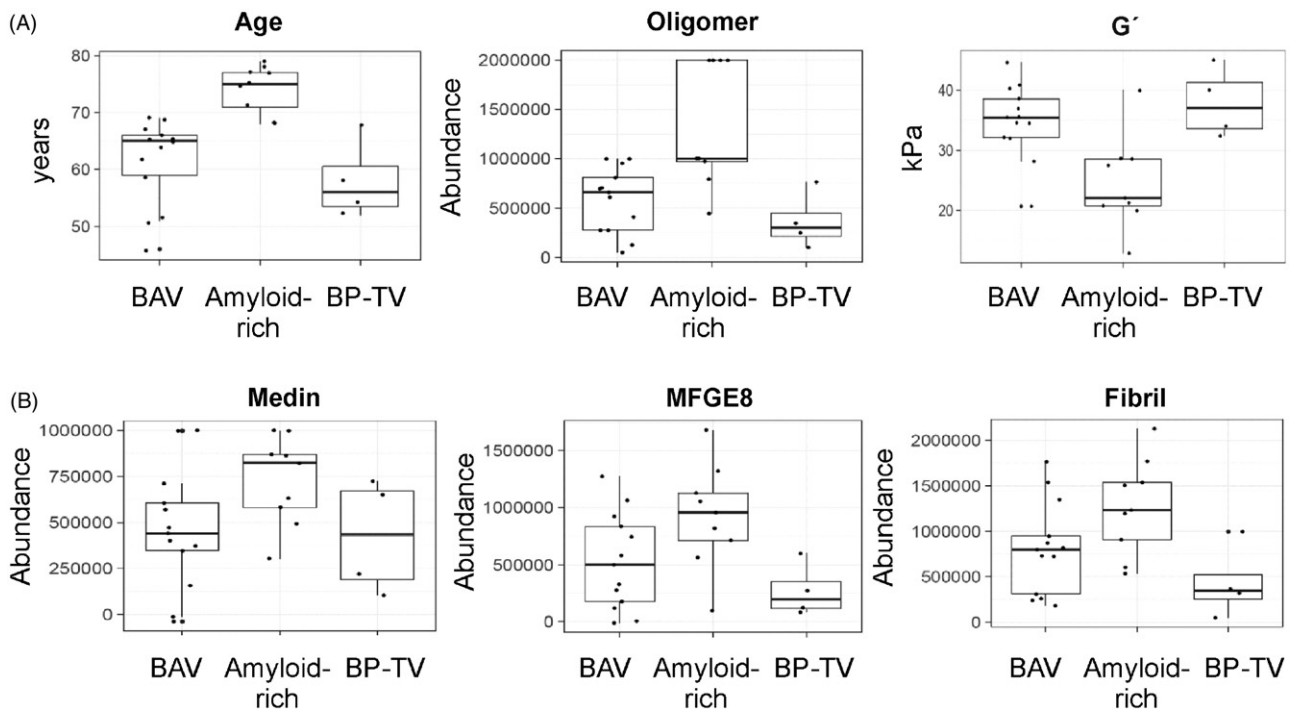 (A)
Age
years
80
70
60
50
BAV
Amyloid-
rich
BP-TV
Oligomer
Abundance
2000000
1500000
1000000
500000
0
BAV
Amyloid-
rich
BP-TV
G´
kPa
40
30
20
BAV
Amyloid-
rich
BP-TV
(B)
Medin
Abundance
1000000
750000
500000
250000
0
BAV
Amyloid-
rich
BP-TV
MFGE8
Abundance
1500000
1000000
500000
0
BAV
Amyloid-
rich
BP-TV
Fibril
Abundance
2000000
1500000
1000000
500000
0
BAV
Amyloid-
rich
BP-TV